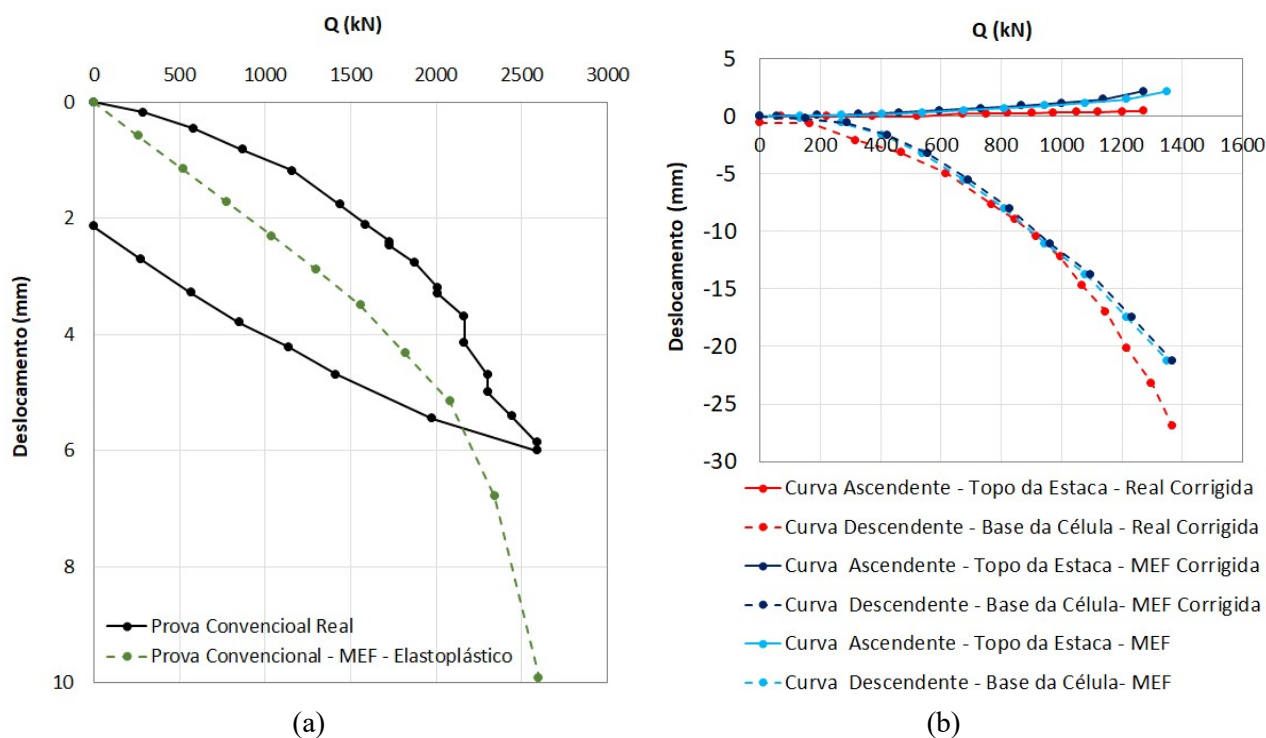 Q (kN)
0 500 1000 1500 2000 2500 3000
0
2
4
6
8
10
Deslocamento (mm)
Prova Convencioal Real
Prova Convencional - MEF - Elastoplástico
(a)
Q (kN)
5
0
-5
-10
-15
-20
-25
-30
0 200 400 600 800 1000 1200 1400 1600
Deslocamento (mm)
Curva Ascendente - Topo da Estaca - Real Corrigida
Curva Descendente - Base da Célula - Real Corrigida
Curva Ascendente - Topo da Estaca - MEF Corrigida
Curva Descendente - Base da Célula- MEF Corrigida
Curva Ascendente - Topo da Estaca - MEF
Curva Descendente - Base da Célula- MEF
(b)